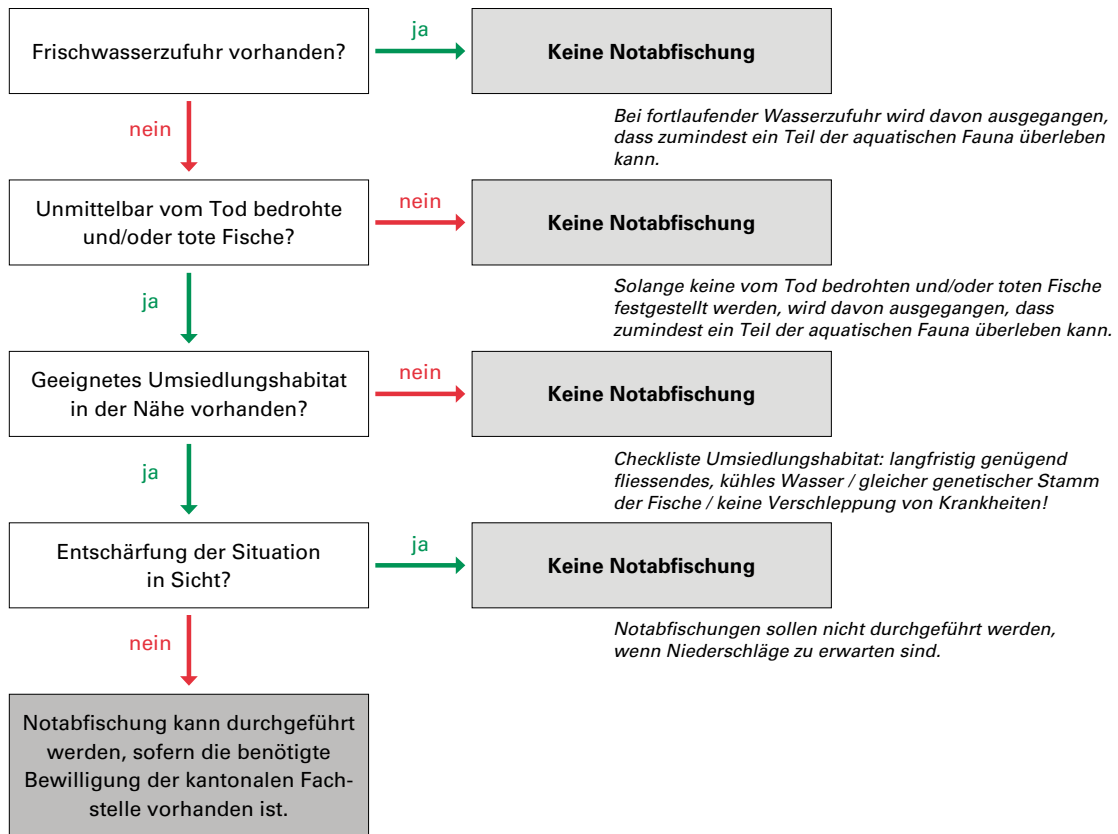 Frischwasserzufuhr vorhanden?
ja
Keine Notabfischung
nein
Bei fortlaufender Wasserzufuhr wird davon ausgegangen,
dass zumindest ein Teil der aquatischen Fauna überleben
kann.
Unmittelbar vom Tod bedrohte
und/oder tote Fische?
nein
Keine Notabfischung
ja
Solange keine vom Tod bedrohten und/oder toten Fische
festgestellt werden, wird davon ausgegangen, dass
zumindest ein Teil der aquatischen Fauna überleben kann.
Geeignetes Umsiedlungshabitat
in der Nähe vorhanden?
nein
Keine Notabfischung
ja
Checkliste Umsiedlungshabitat: langfristig genügend
fliessendes, kühles Wasser / gleicher genetischer Stamm
der Fische / keine Verschleppung von Krankheiten!
Entschärfung der Situation
in Sicht?
ja
Keine Notabfischung
nein
Notabfischungen sollen nicht durchgeführt werden,
wenn Niederschläge zu erwarten sind.
Notabfischung kann durchgeführt
werden, sofern die benötigte
Bewilligung der kantonalen Fach-
stelle vorhanden ist.